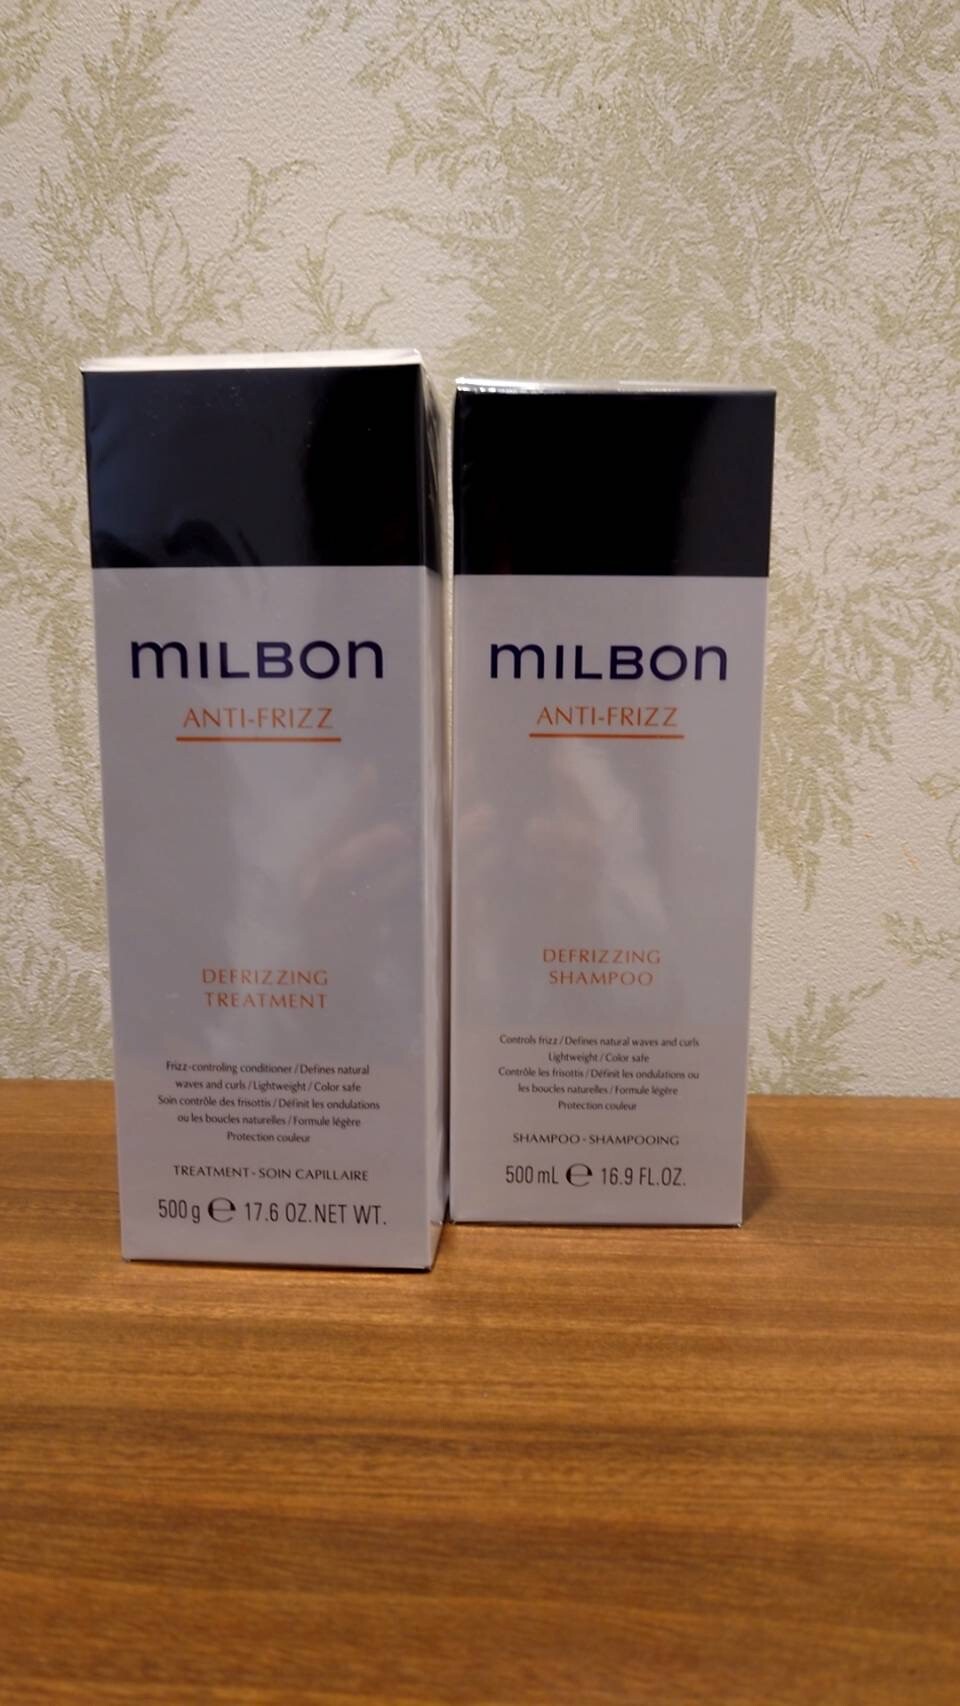 MILBON
ANTI-FRIZZ
DEFRIZZING
TREATMENT
Frizz-controling conditioner / Defines natural
waves and curls / Lightweight / Color safe
Soin contrôle des frisottis / Définit les ondulations
ou les boucles naturelles / Formule légère
Protection couleur
TREATMENT - SOIN CAPILLAIRE
500 g ℮ 17.6 OZ.NET WT.
MILBON
ANTI-FRIZZ
DEFRIZZING
SHAMPOO
Controls frizz / Defines natural waves and curls
Lightweight / Color safe
Contrôle les frisottis / Définit les ondulations ou
les boucles naturelles / Formule légère
Protection couleur
SHAMPOO - SHAMPOOING
500 mL ℮ 16.9 FL.OZ.